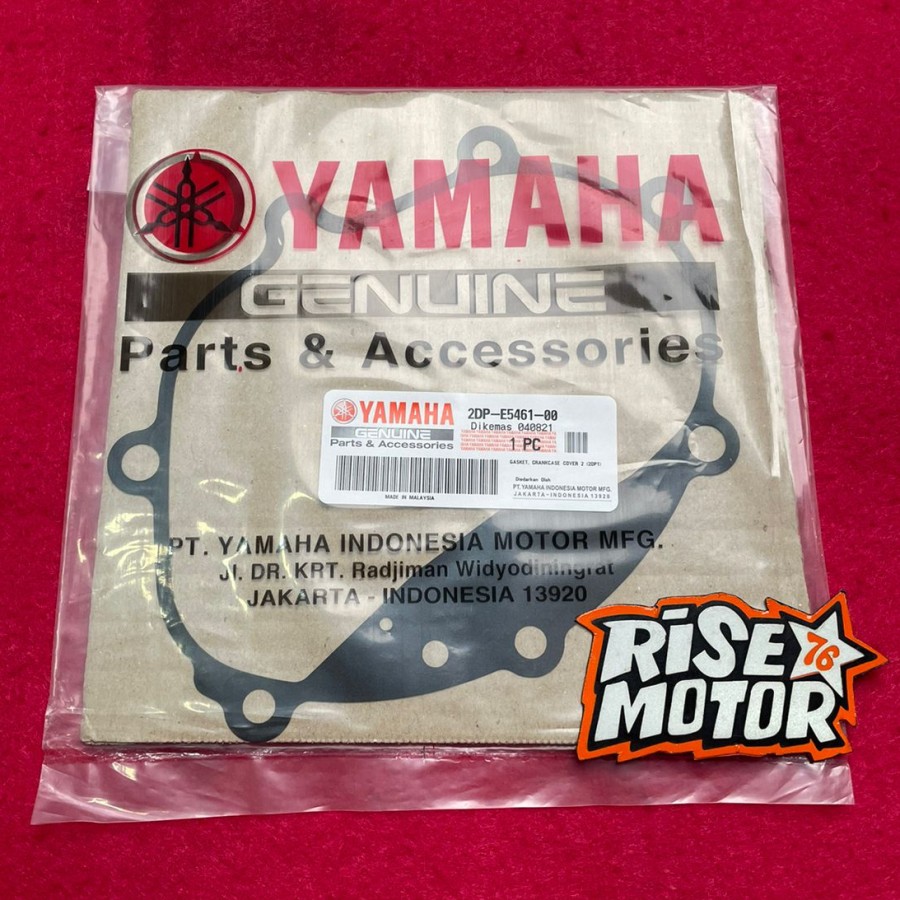 YAMAHA
GENUINE
Parts & Accessories
YAMAHA
GENUINE
Parts & Accessories
2DP-E5461-00
Dikemas 040821
1 PC
GASKET, CRANKCASE COVER 2 (2DP1)
Diedarkan Oleh
PT. YAMAHA INDONESIA MOTOR MFG.
JAKARTA - INDONESIA 13920
MADE IN MALAYSIA
PT. YAMAHA INDONESIA MOTOR MFG.
Jl. DR. KRT. Radjiman Widyodiningrat
JAKARTA - INDONESIA 13920
RiSE 76
MOTOR